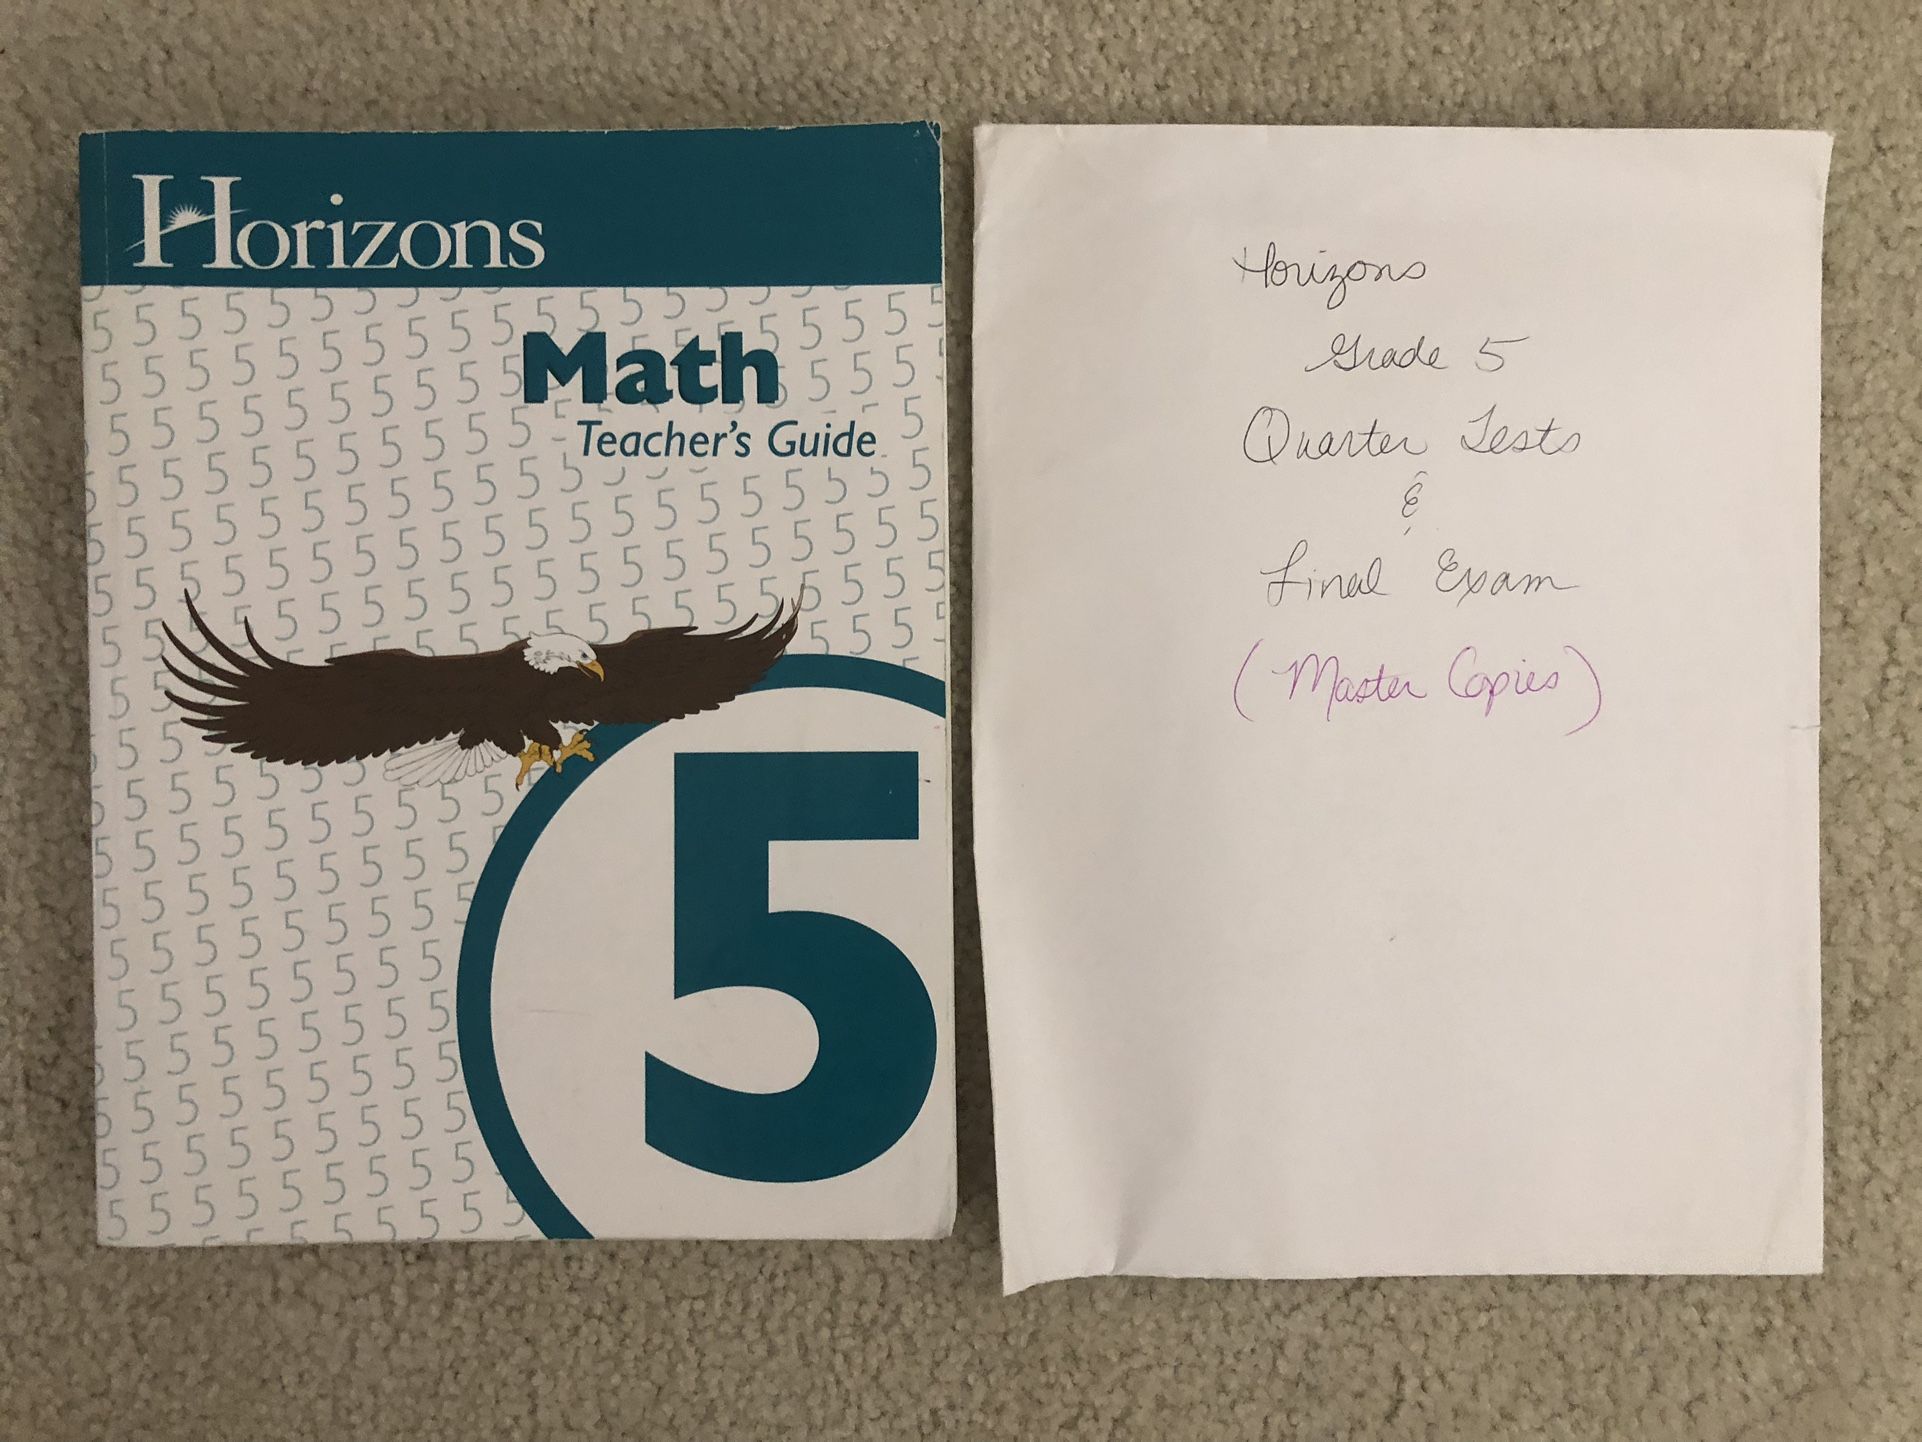 Horizons
Math
Teacher's Guide
5
Horizons
Grade 5
Quarter Tests
&
Final Exam
(Master Copies)